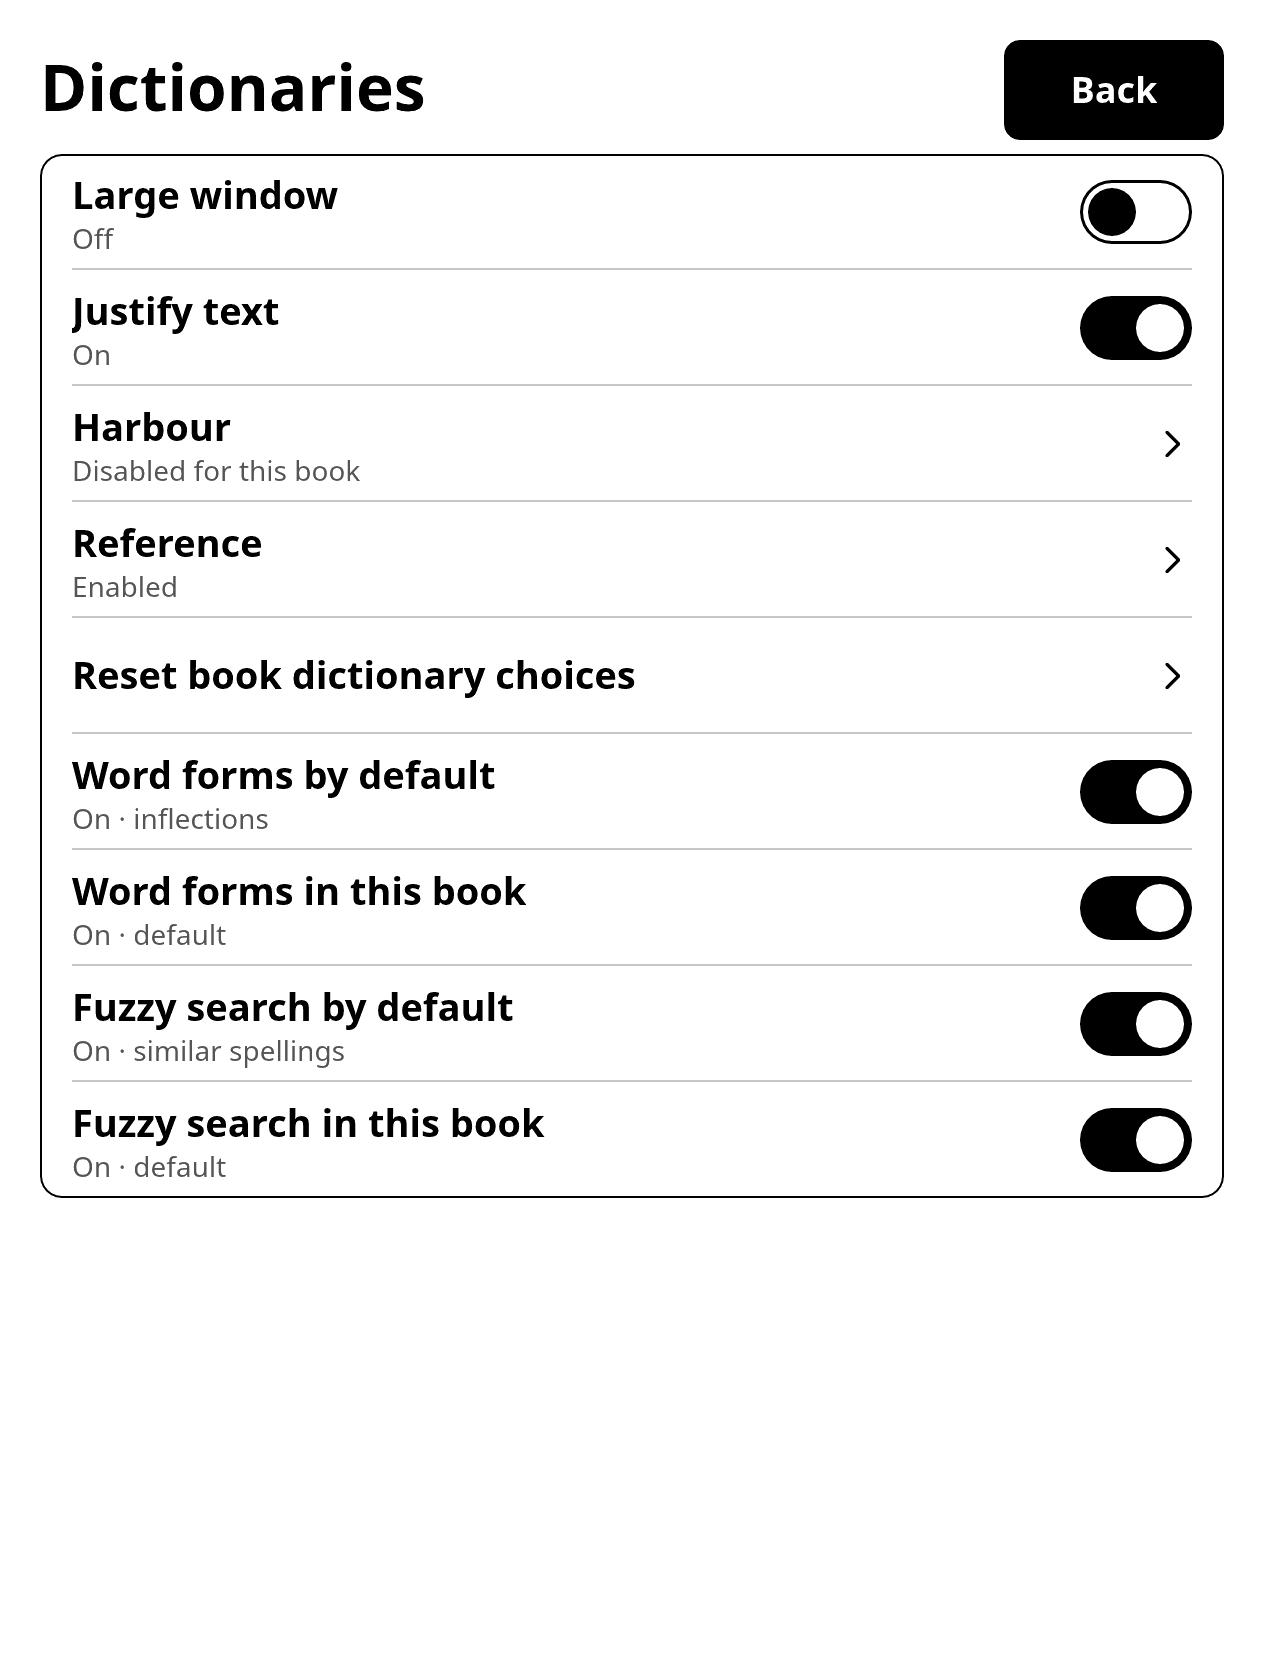 Dictionaries
Back
Large window
Off
Justify text
On
Harbour
Disabled for this book
Reference
Enabled
Reset book dictionary choices
Word forms by default
On · inflections
Word forms in this book
On · default
Fuzzy search by default
On · similar spellings
Fuzzy search in this book
On · default